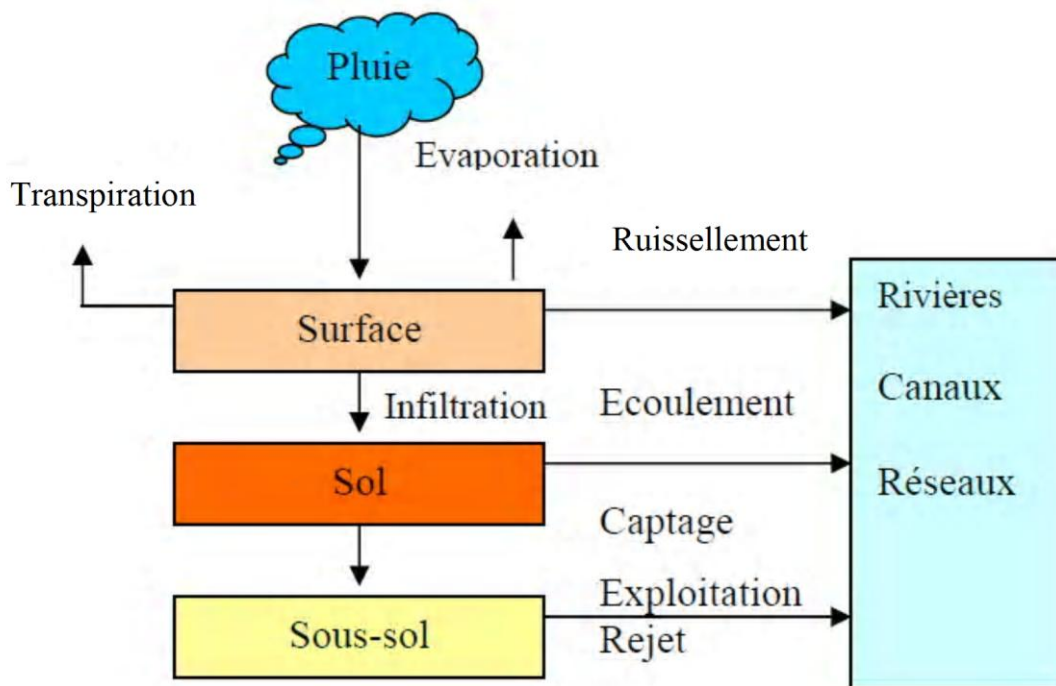 Pluie
Evaporation
Transpiration
Ruissellement
Surface
Rivières
Infiltration
Ecoulement
Canaux
Sol
Réseaux
Captage
Sous-sol
Exploitation
Rejet